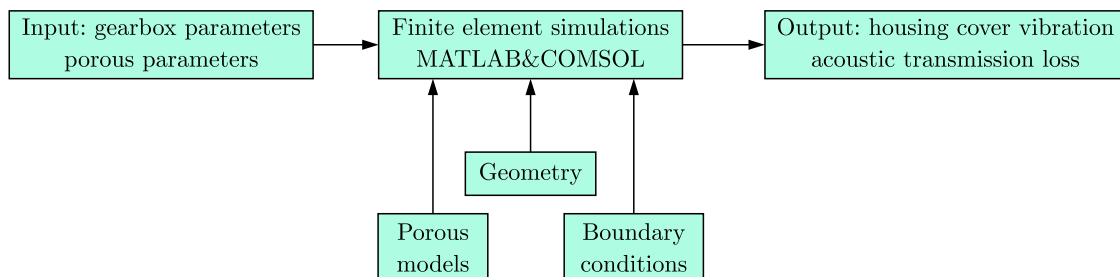 Input: gearbox parameters
porous parameters
Finite element simulations
MATLAB&COMSOL
Output: housing cover vibration
acoustic transmission loss
Geometry
Porous
models
Boundary
conditions